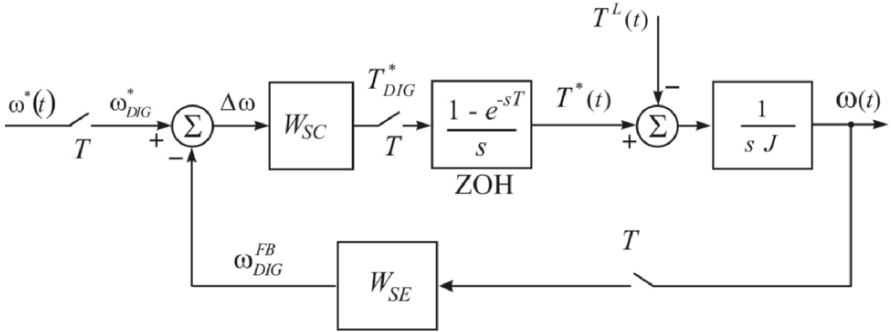 T^L(t)
−
ω*(t)
T
ω*_DIG
+
−
Σ
Δω
W_SC
T*_DIG
T
1 - e^-sT
s
ZOH
T*(t)
+
Σ
1
s J
ω(t)
ω^FB_DIG
W_SE
T